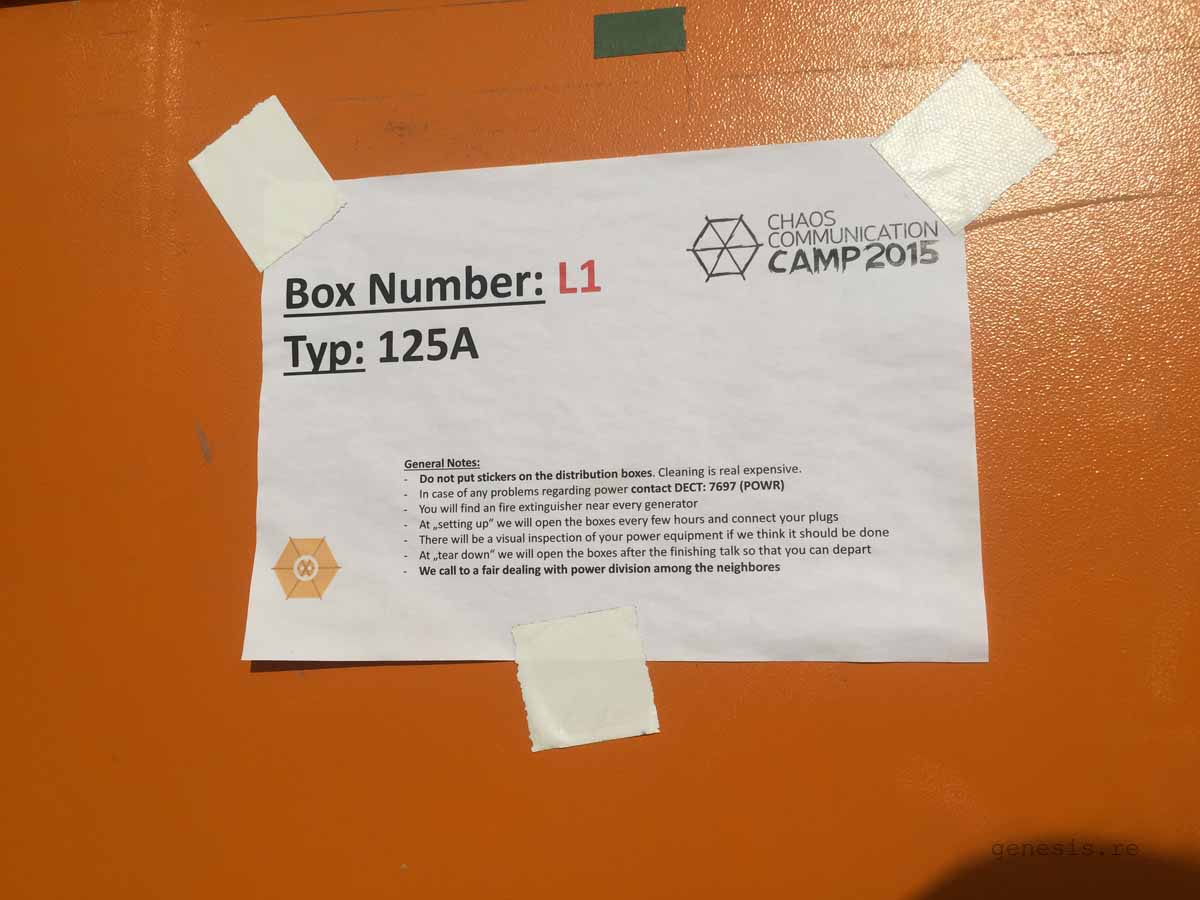 CHAOS
COMMUNICATION
CAMP 2015
Box Number: L1
Typ: 125A
General Notes:
- Do not put stickers on the distribution boxes. Cleaning is real expensive.
- In case of any problems regarding power contact DECT: 7697 (POWR)
- You will find an fire extinguisher near every generator
- At „setting up“ we will open the boxes every few hours and connect your plugs
- There will be a visual inspection of your power equipment if we think it should be done
- At „tear down“ we will open the boxes after the finishing talk so that you can depart
- We call to a fair dealing with power division among the neighbores
genesis.re